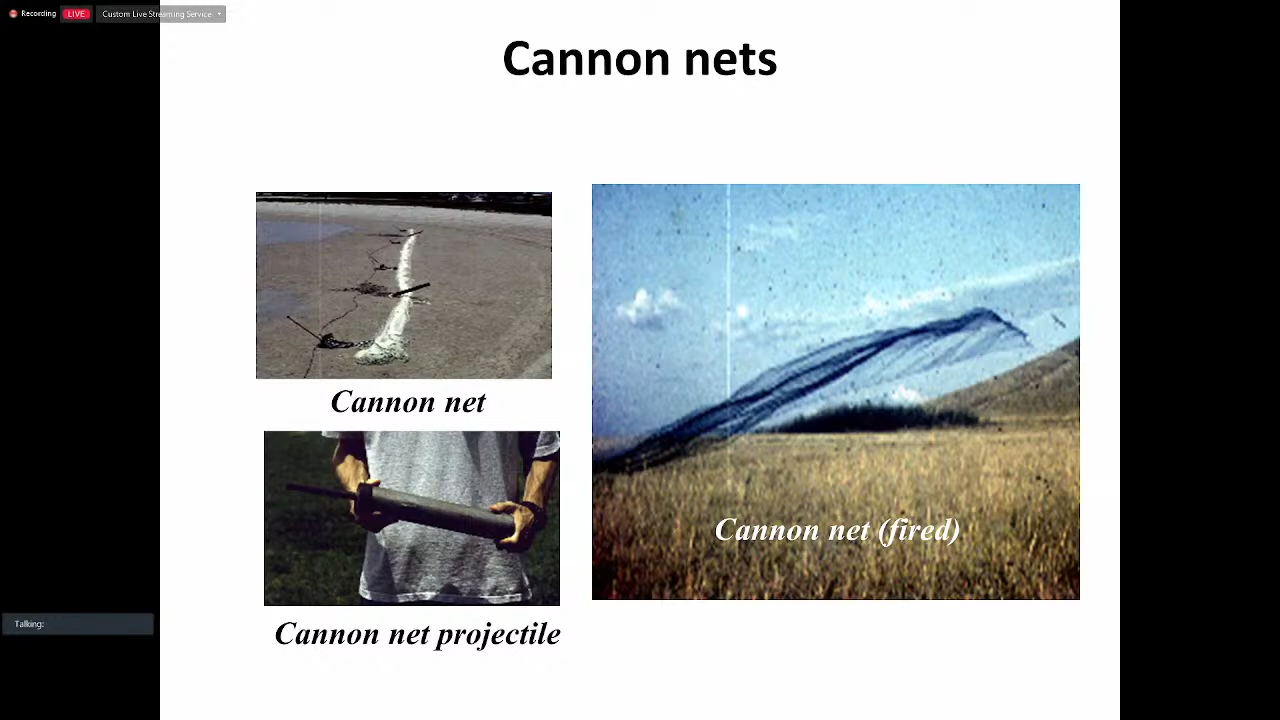 Recording
LIVE
Custom Live Streaming Service
Cannon nets
Cannon net
Cannon net (fired)
Cannon net projectile
Talking: